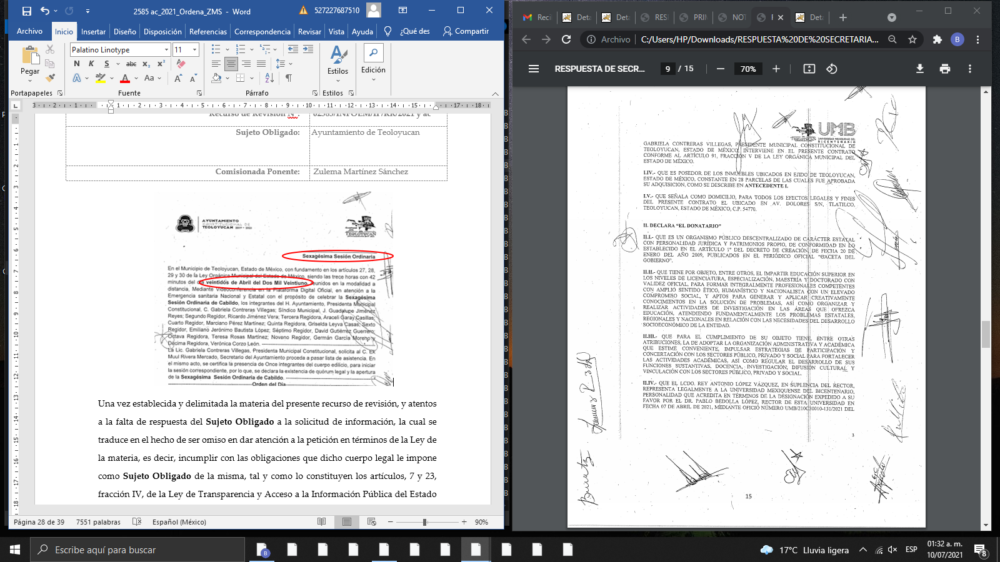 2585 ac_2021_Ordena_ZMS - Word
527227687510
Archivo Inicio Insertar Diseño Disposición Referencias Correspondencia Revisar Vista Ayuda ¿Qué des Compartir
Palatino Linotype 11
Pegar
N K S abc x₂ x²
Aa
Estilos
Edición
Portapapeles Fuente Párrafo Estilos
Recurso de Revisión N°: 02585/INFOEM/IP/RR/2021 y ac
Sujeto Obligado: Ayuntamiento de Teoloyucan
Comisionada Ponente: Zulema Martínez Sánchez
AYUNTAMIENTO
CONSTITUCIONAL DE
TEOLOYUCAN 2019 - 2021
TEOLOYUCAN
Sexagésima Sesión Ordinaria
En el Municipio de Teoloyucan, Estado de México, con fundamento en los artículos 27, 28,
29 y 30 de la Ley Orgánica Municipal del Estado de México, siendo las trece horas con 42
minutos del día veintidós de Abril del Dos Mil Veintiuno, reunidos en la modalidad a
distancia, Mediante Videoconferencia en la Plataforma Digital Oficial, en atención a la
Emergencia sanitaria Nacional y Estatal con el propósito de celebrar la Sexagésima
Sesión Ordinaria de Cabildo, los integrantes del H. Ayuntamiento, Presidenta Municipal
Constitucional, C. Gabriela Contreras Villegas; Síndico Municipal, J. Guadalupe Jiménez
Reyes; Segundo Regidor, Ricardo Jiménez Vera; Tercera Regidora, Araceli Garay Casillas;
Cuarto Regidor, Marciano Pérez Martínez; Quinta Regidora, Griselda Leyva Casas; Sexto
Regidor, Emiliano Jerónimo Bautista López; Séptimo Regidor, David Gutiérrez Guerrero;
Octava Regidora, Teresa Rosas Martínez; Noveno Regidor, Germán García Moreno y
Décima Regidora, Verónica Corzo León.
La Lic. Gabriela Contreras Villegas, Presidenta Municipal Constitucional, solicita al C. Ek
Muul Rivera Mercado, Secretario del Ayuntamiento proceda a pasar lista de asistencia. En
el mismo acto, se certifica la presencia de Once integrantes del cuerpo edilicio, para iniciar
la sesión correspondiente, por lo que, se declara la existencia de quórum legal y la apertura
de la Sexagésima Sesión Ordinaria de Cabildo.
Orden del Día
Una vez establecida y delimitada la materia del presente recurso de revisión, y atentos
a la falta de respuesta del Sujeto Obligado a la solicitud de información, la cual se
traduce en el hecho de ser omiso en dar atención a la petición en términos de la Ley de
la materia, es decir, incumplir con las obligaciones que dicho cuerpo legal le impone
como Sujeto Obligado de la misma, tal y como lo constituyen los artículos, 7 y 23,
fracción IV, de la Ley de Transparencia y Acceso a la Información Pública del Estado
Página 28 de 39 7551 palabras Español (México) 90%
Reci Deta Deta RES PRIM NOT Deta
Archivo C:/Users/HP/Downloads/RESPUESTA%20DE%20SECRETARIA...
B
RESPUESTA DE SECR... 9 / 15 70%
TEOLOYUCAN
UMB
UNIVERSIDAD MEXIQUENSE DEL
BICENTENARIO
GABRIELA CONTRERAS VILLEGAS, PRESIDENTE MUNICIPAL CONSTITUCIONAL DE
TEOLOYUCAN, ESTADO DE MÉXICO, INTERVIENE EN EL PRESENTE CONTRATO
CONFORME AL ARTÍCULO 91, FRACCIÓN V DE LA LEY ORGÁNICA MUNICIPAL DEL
ESTADO DE MÉXICO.
I.IV.- QUE ES POSEDOR DE LOS INMUEBLES UBICADOS EN EJIDO DE TEOLOYUCAN,
ESTADO DE MÉXICO, CONSTANTE EN 28 PARCELAS DE LAS CUALES FUE APROBADA
SU ADQUISICION, COMO SE DESCRIBE EN ANTECEDENTE I.
I.V.- QUE SEÑALA COMO DOMICILIO, PARA TODOS LOS EFECTOS LEGALES Y FINES
DEL PRESENTE CONTRATO EL UBICADO EN AV. DOLORES S/N, TLATILCO,
TEOLOYUCAN, ESTADO DE MÉXICO, C.P. 54770.
II. DECLARA “EL DONATARIO”
II.I.- QUE ES UN ORGANISMO PÚBLICO DESCENTRALIZADO DE CARÁCTER ESTATAL
CON PERSONALIDAD JURÍDICA Y PATRIMONIOS PROPIO, DE CONFORMIDAD EN LO
ESTABLECIDO EN EL ARTÍCULO 1° DEL DECRETO DE CREACIÓN, DE FECHA 20 DE
ENERO DEL AÑO 2009, PUBLICADOS EN EL PERIÓDICO OFICIAL “GACETA DEL
GOBIERNO”.
II.II.- QUE TIENE POR OBJETO, ENTRE OTROS, EL IMPARTIR EDUCACIÓN SUPERIOR EN
LOS NIVELES DE LICENCIATURA, ESPECIALIZACIÓN, MAESTRÍA Y DOCTORADO CON
VALIDEZ OFICIAL, PARA FORMAR INTEGRALMENTE PROFESIONALES COMPETENTES
CON AMPLIO SENTIDO ÉTICO, HUMANÍSTICO Y NACIONALISTA CON UN ELEVADO
COMPROMISO SOCIAL, Y APTOS PARA GENERAR Y APLICAR CREATIVAMENTE
CONOCIMIENTOS EN LA SOLUCIÓN DE PROBLEMAS, ASÍ COMO ORGANIZAR Y
REALIZAR ACTIVIDADES DE INVESTIGACIÓN EN LAS ÁREAS QUE OFREZCA
EDUCACIÓN, ATENDIENDO FUNDAMENTALMENTE LOS PROBLEMAS ESTATALES,
REGIONALES Y NACIONALES EN RELACIÓN CON LAS NECESIDADES DEL DESARROLLO
SOCIOECONÓMICO DE LA ENTIDAD.
II.III.- QUE PARA EL CUMPLIMIENTO DE SU OBJETO TIENE, ENTRE OTRAS
ATRIBUCIONES, LA DE ADOPTAR LA ORGANIZACIÓN ADMINISTRATIVA Y ACADÉMICA
QUE ESTIME CONVENIENTE, IMPULSAR ESTRATEGIAS DE PARTICIPACIÓN Y
CONCERTACIÓN CON LOS SECTORES PÚBLICO, PRIVADO Y SOCIAL PARA FORTALECER
LAS ACTIVIDADES ACADÉMICAS, ASÍ COMO REGULAR EL DESARROLLO DE SUS
FUNCIONES SUSTANTIVAS, DOCENCIA, INVESTIGACIÓN, DIFUSIÓN CULTURAL Y
VINCULACIÓN CON LOS SECTORES PÚBLICO, PRIVADO Y SOCIAL.
II.IV.- QUE EL LCDO. REY ANTONIO LÓPEZ VÁZQUEZ, EN SUPLENCIA DEL RECTOR,
REPRESENTA LEGALMENTE A LA UNIVERSIDAD MEXIQUENSE DEL BICENTENARIO,
PERSONALIDAD QUE ACREDITA EN TÉRMINOS DE LA DESIGNACIÓN EXPEDIDO A SU
FAVOR POR EL DR. PABLO BEDOLLA LÓPEZ, RECTOR DE ESTA UNIVERSIDAD EN
FECHA 07 DE ABRIL DE 2021, MEDIANTE OFICIÓ NÚMERO UMB/210C30010-131/2021 DEL
3
15
Escribe aquí para buscar
17°C Lluvia ligera
ESP
01:32 a. m.
10/07/2021
8